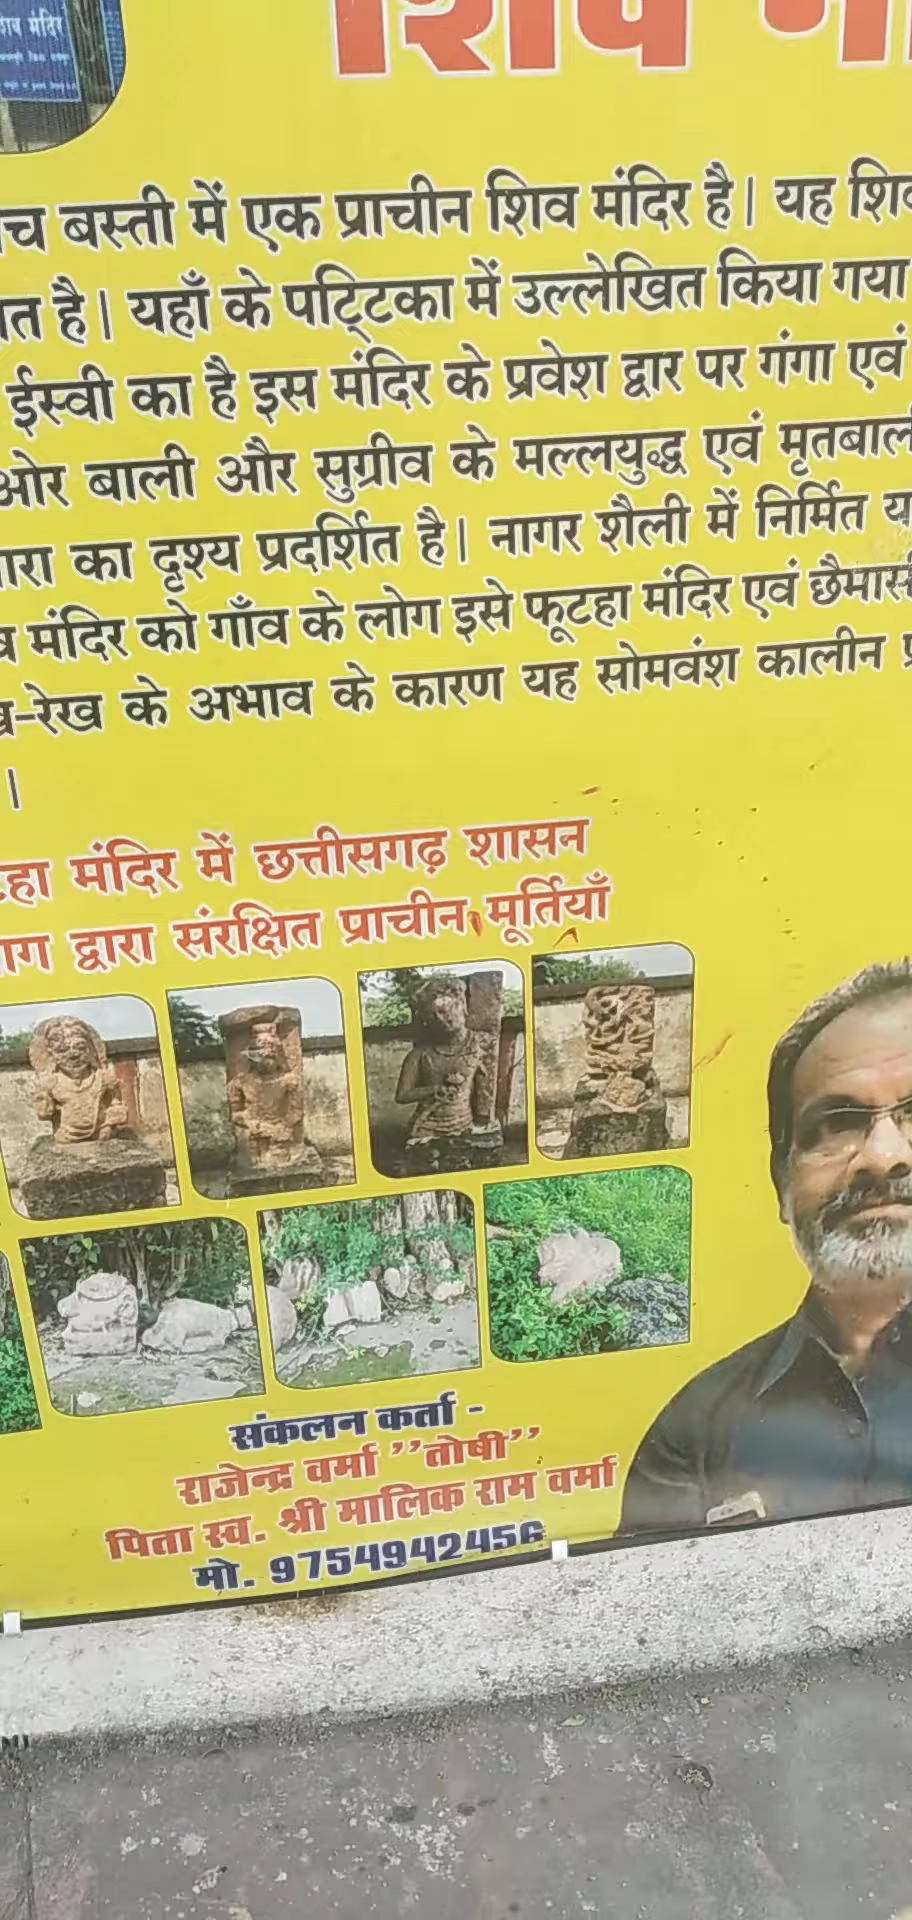 शिव मंदिर
शिव
च बस्ती में एक प्राचीन शिव मंदिर है। यह शिव
त है। यहाँ के पट्टिका में उल्लेखित किया गया
ईस्वी का है इस मंदिर के प्रवेश द्वार पर गंगा एवं
ओर बाली और सुग्रीव के मल्लयुद्ध एवं मृतबाली
ारा का दृश्य प्रदर्शित है। नागर शैली में निर्मित य
व मंदिर को गाँव के लोग इसे फूटहा मंदिर एवं छैमासी
ख-रेख के अभाव के कारण यह सोमवंश कालीन प्र
।
टहा मंदिर में छत्तीसगढ़ शासन
ाग द्वारा संरक्षित प्राचीन मूर्तियाँ
संकलन कर्ता -
राजेन्द्र वर्मा ’’तोषी’’
पिता स्व. श्री मालिक राम वर्मा
मो. 9754942456